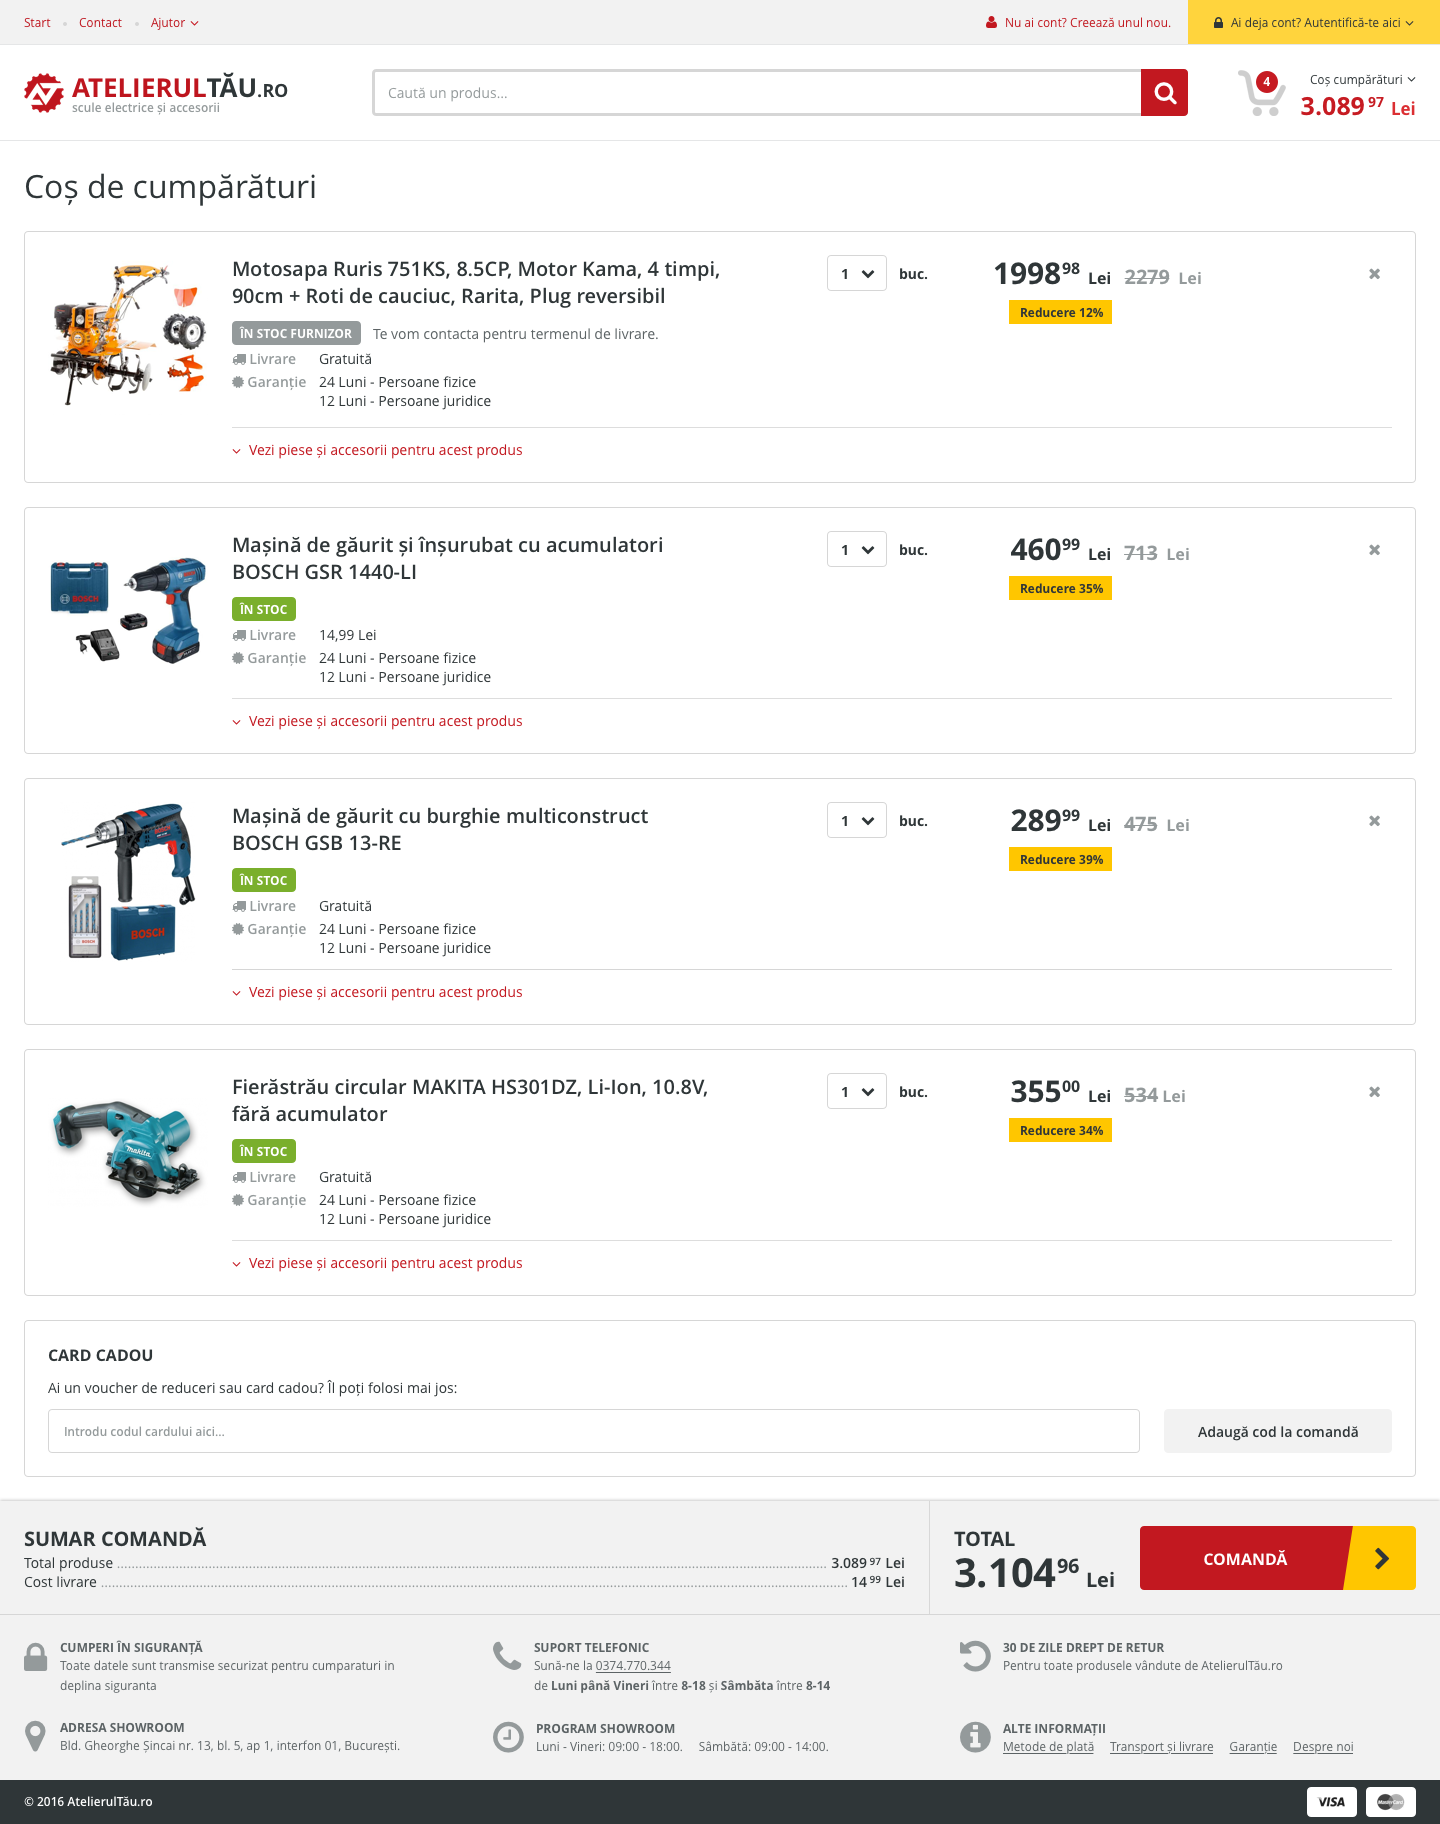 Start
Contact
Ajutor
Nu ai cont? Creează unul nou.
Ai deja cont? Autentifică-te aici
ATELIERULTĂU.RO
scule electrice și accesorii
Caută un produs...
4
Coș cumpărături
3.089 97 Lei
Coș de cumpărături
Motosapa Ruris 751KS, 8.5CP, Motor Kama, 4 timpi,
90cm + Roti de cauciuc, Rarita, Plug reversibil
ÎN STOC FURNIZOR
Te vom contacta pentru termenul de livrare.
Livrare Gratuită
Garanție 24 Luni - Persoane fizice
12 Luni - Persoane juridice
1 buc.
1998 98 Lei 2279 Lei
Reducere 12%
Vezi piese și accesorii pentru acest produs
BOSCH
Mașină de găurit și înșurubat cu acumulatori
BOSCH GSR 1440-LI
ÎN STOC
Livrare 14,99 Lei
Garanție 24 Luni - Persoane fizice
12 Luni - Persoane juridice
1 buc.
460 99 Lei 713 Lei
Reducere 35%
Vezi piese și accesorii pentru acest produs
BOSCH
BOSCH
Mașină de găurit cu burghie multiconstruct
BOSCH GSB 13-RE
ÎN STOC
Livrare Gratuită
Garanție 24 Luni - Persoane fizice
12 Luni - Persoane juridice
1 buc.
289 99 Lei 475 Lei
Reducere 39%
Vezi piese și accesorii pentru acest produs
makita
Fierăstrău circular MAKITA HS301DZ, Li-Ion, 10.8V,
fără acumulator
ÎN STOC
Livrare Gratuită
Garanție 24 Luni - Persoane fizice
12 Luni - Persoane juridice
1 buc.
355 00 Lei 534 Lei
Reducere 34%
Vezi piese și accesorii pentru acest produs
CARD CADOU
Ai un voucher de reduceri sau card cadou? Îl poți folosi mai jos:
Introdu codul cardului aici...
Adaugă cod la comandă
SUMAR COMANDĂ
Total produse 3.089 97 Lei
Cost livrare 14 99 Lei
TOTAL
3.104 96 Lei
COMANDĂ
CUMPERI ÎN SIGURANȚĂ
Toate datele sunt transmise securizat pentru cumparaturi in
deplina siguranta
SUPORT TELEFONIC
Sună-ne la 0374.770.344
de Luni până Vineri între 8-18 și Sâmbăta între 8-14
30 DE ZILE DREPT DE RETUR
Pentru toate produsele vândute de AtelierulTău.ro
ADRESA SHOWROOM
Bld. Gheorghe Șincai nr. 13, bl. 5, ap 1, interfon 01, București.
PROGRAM SHOWROOM
Luni - Vineri: 09:00 - 18:00. Sâmbătă: 09:00 - 14:00.
ALTE INFORMAȚII
Metode de plată Transport și livrare Garanție Despre noi
© 2016 AtelierulTău.ro
VISA
MasterCard